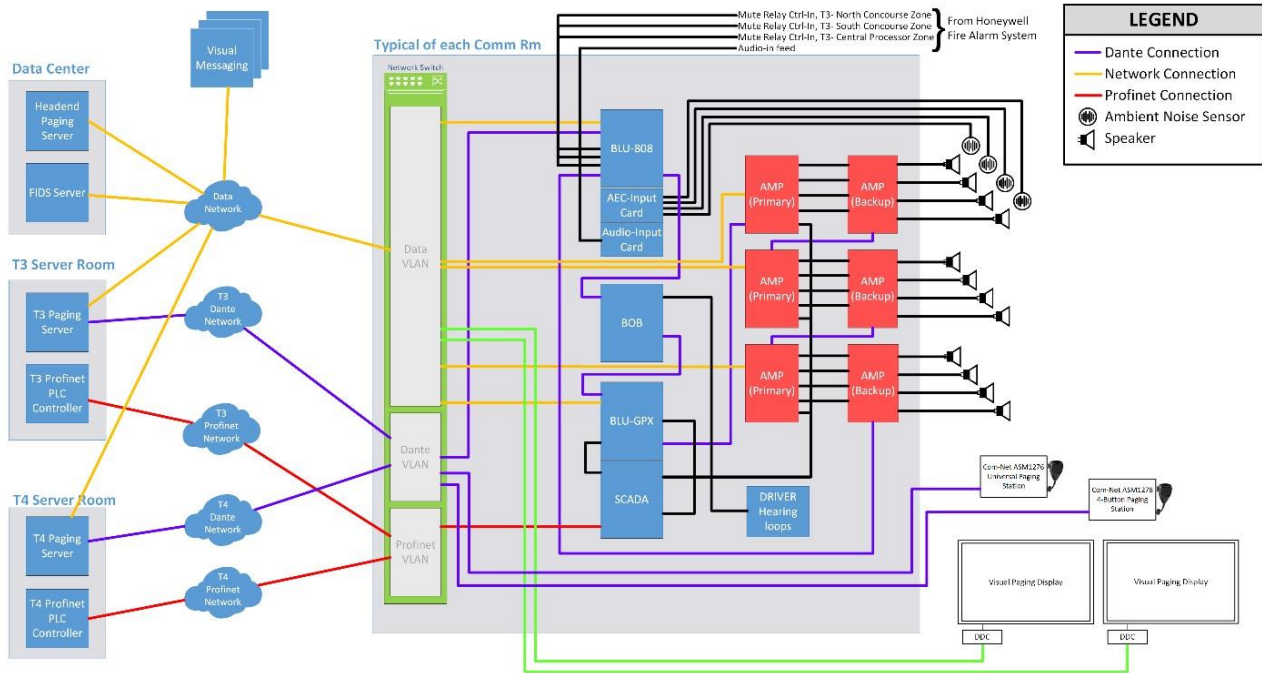 Mute Relay Ctrl-In, T3- North Concourse Zone
Mute Relay Ctrl-In, T3- South Concourse Zone
Mute Relay Ctrl-In, T3- Central Processor Zone
Audio-in feed
From Honeywell
Fire Alarm System
LEGEND
Dante Connection
Network Connection
Profinet Connection
Ambient Noise Sensor
Speaker
Visual
Messaging
Typical of each Comm Rm
Network Switch
Data Center
Headend
Paging
Server
FIDS Server
Data
Network
T3 Server Room
T3 Paging
Server
T3 Profinet
PLC
Controller
T3
Dante
Network
T3
Profinet
Network
T4 Server Room
T4 Paging
Server
T4 Profinet
PLC
Controller
T4
Dante
Network
T4
Profinet
Network
Data
VLAN
Dante
VLAN
Profinet
VLAN
BLU-808
AEC-Input
Card
Audio-Input
Card
BOB
BLU-GPX
SCADA
AMP
(Primary)
AMP
(Backup)
AMP
(Primary)
AMP
(Backup)
AMP
(Primary)
AMP
(Backup)
DRIVER
Hearing
loops
Com-Net ASM1276
Universal Paging
Station
Com-Net ASM1278
4-Button Paging
Station
Visual Paging Display
Visual Paging Display
DDC
DDC